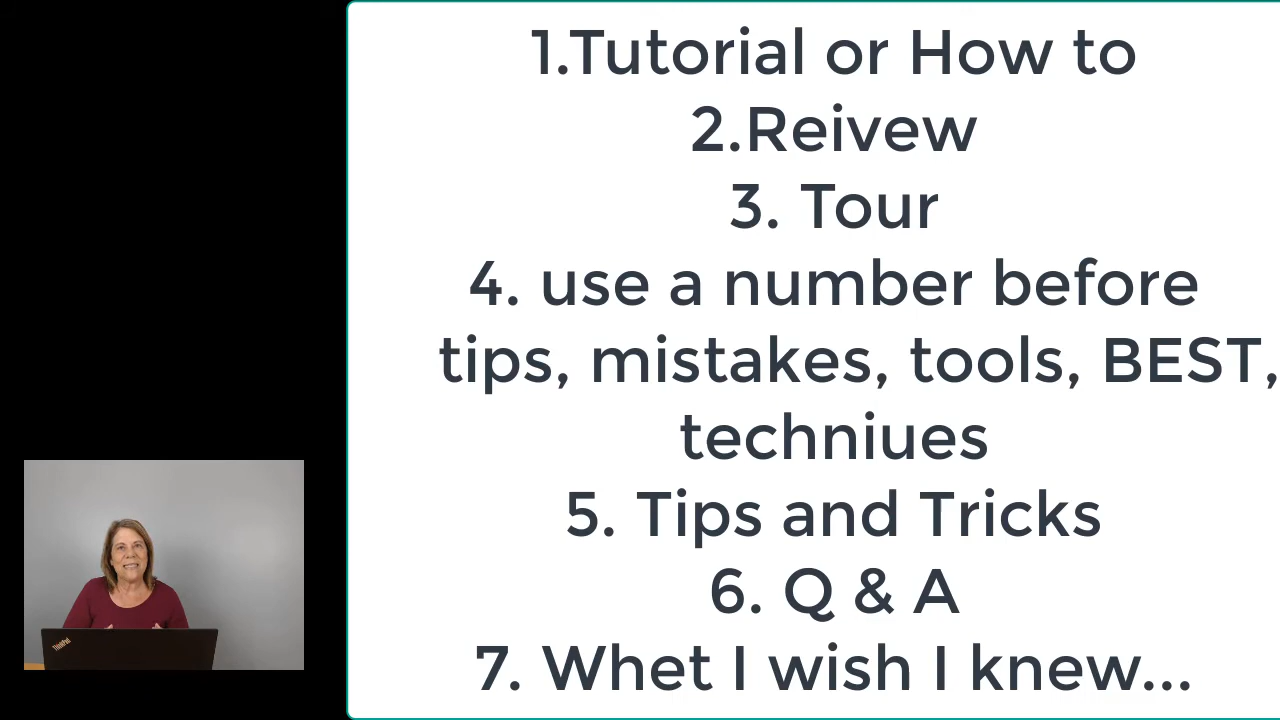 1.Tutorial or How to
2.Reivew
3. Tour
4. use a number before
tips, mistakes, tools, BEST,
techniues
5. Tips and Tricks
6. Q & A
7. Whet I wish I knew...
ThinkPad